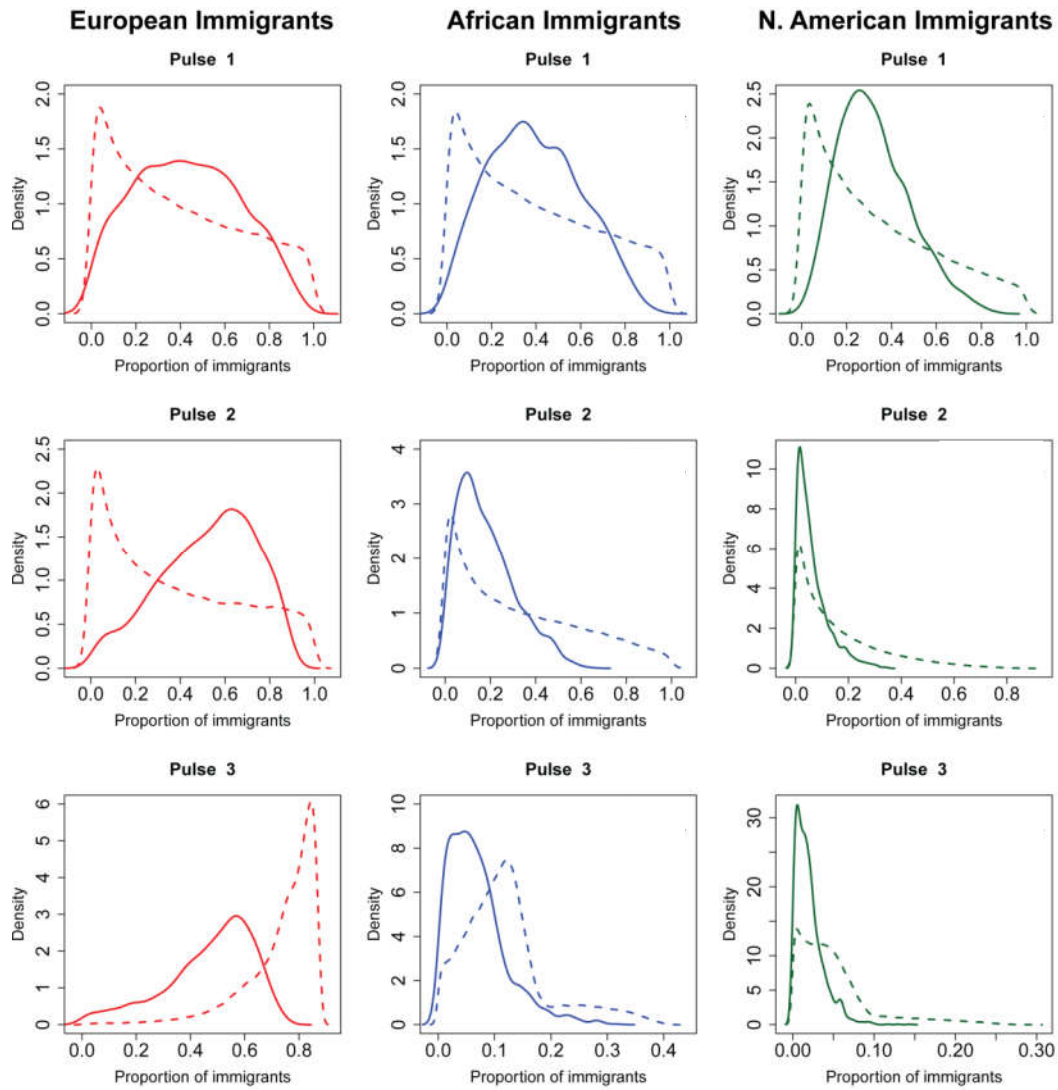 European Immigrants African Immigrants N. American Immigrants
Pulse 1 Pulse 1 Pulse 1
Density
0.0 0.5 1.0 1.5 2.0
0.0 0.2 0.4 0.6 0.8 1.0
Proportion of immigrants
Density
0.0 0.5 1.0 1.5 2.0
0.0 0.2 0.4 0.6 0.8 1.0
Proportion of immigrants
Density
0.0 0.5 1.0 1.5 2.0 2.5
0.0 0.2 0.4 0.6 0.8 1.0
Proportion of immigrants
Pulse 2 Pulse 2 Pulse 2
Density
0.0 0.5 1.0 1.5 2.0 2.5
0.0 0.2 0.4 0.6 0.8 1.0
Proportion of immigrants
Density
0 1 2 3 4
0.0 0.2 0.4 0.6 0.8 1.0
Proportion of immigrants
Density
0 2 4 6 8 10
0.0 0.2 0.4 0.6 0.8
Proportion of immigrants
Pulse 3 Pulse 3 Pulse 3
Density
0 1 2 3 4 5 6
0.0 0.2 0.4 0.6 0.8
Proportion of immigrants
Density
0 2 4 6 8 10
0.0 0.1 0.2 0.3 0.4
Proportion of immigrants
Density
0 10 20 30
0.00 0.10 0.20 0.30
Proportion of immigrants